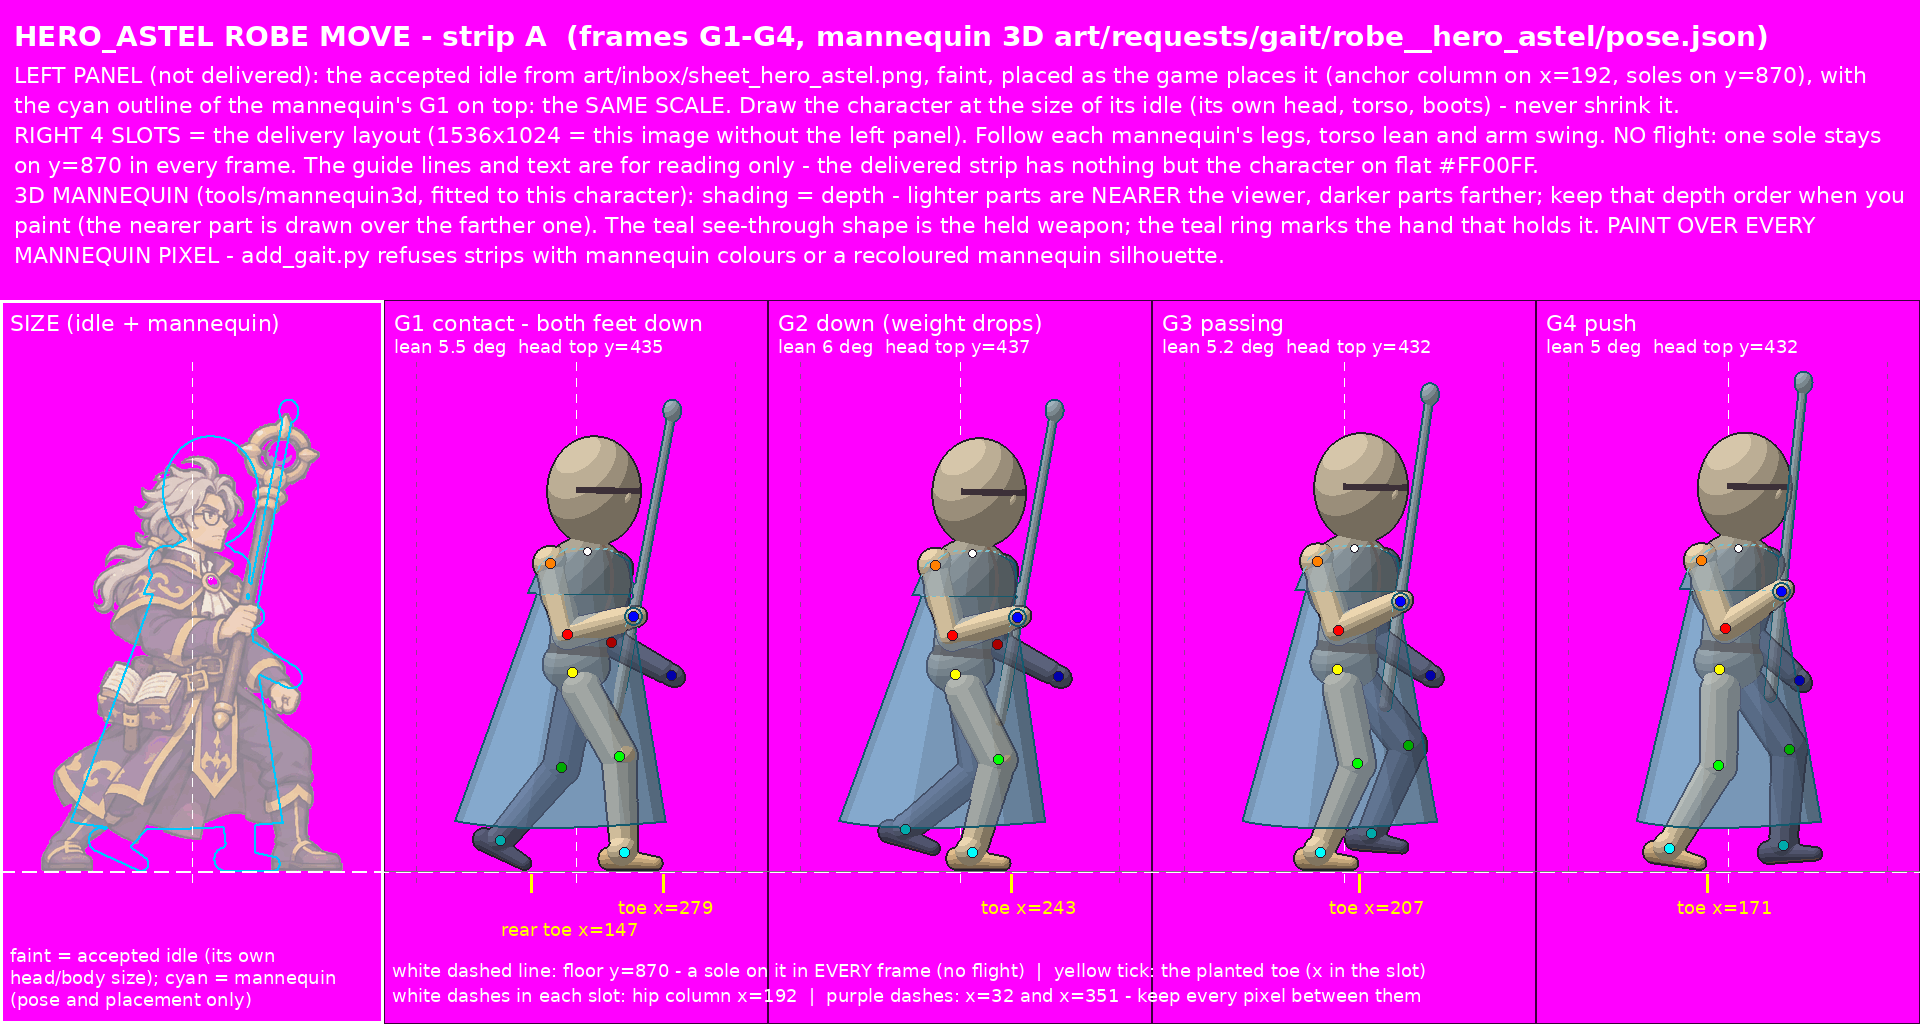 HERO_ASTEL ROBE MOVE - strip A  (frames G1-G4, mannequin 3D art/requests/gait/robe__hero_astel/pose.json)
LEFT PANEL (not delivered): the accepted idle from art/inbox/sheet_hero_astel.png, faint, placed as the game places it (anchor column on x=192, soles on y=870), with
the cyan outline of the mannequin's G1 on top: the SAME SCALE. Draw the character at the size of its idle (its own head, torso, boots) - never shrink it.
RIGHT 4 SLOTS = the delivery layout (1536x1024 = this image without the left panel). Follow each mannequin's legs, torso lean and arm swing. NO flight: one sole stays
on y=870 in every frame. The guide lines and text are for reading only - the delivered strip has nothing but the character on flat #FF00FF.
3D MANNEQUIN (tools/mannequin3d, fitted to this character): shading = depth - lighter parts are NEARER the viewer, darker parts farther; keep that depth order when you
paint (the nearer part is drawn over the farther one). The teal see-through shape is the held weapon; the teal ring marks the hand that holds it. PAINT OVER EVERY
MANNEQUIN PIXEL - add_gait.py refuses strips with mannequin colours or a recoloured mannequin silhouette.
SIZE (idle + mannequin)
G1 contact - both feet down
lean 5.5 deg  head top y=435
G2 down (weight drops)
lean 6 deg  head top y=437
G3 passing
lean 5.2 deg  head top y=432
G4 push
lean 5 deg  head top y=432
toe x=279
rear toe x=147
toe x=243
toe x=207
toe x=171
faint = accepted idle (its own
head/body size); cyan = mannequin
(pose and placement only)
white dashed line: floor y=870 - a sole on it in EVERY frame (no flight)  |  yellow tick: the planted toe (x in the slot)
white dashes in each slot: hip column x=192  |  purple dashes: x=32 and x=351 - keep every pixel between them